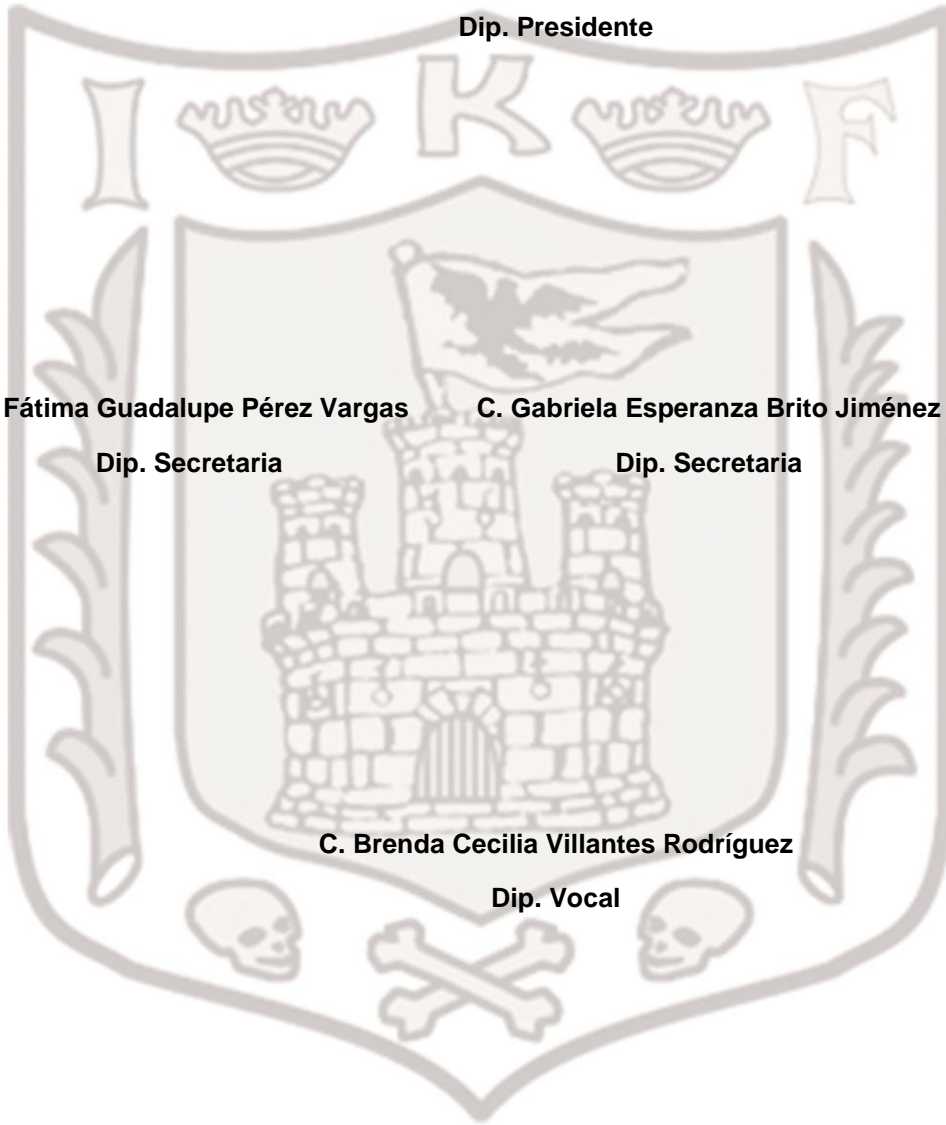 Dip. Presidente
I K F
Fátima Guadalupe Pérez Vargas C. Gabriela Esperanza Brito Jiménez
Dip. Secretaria Dip. Secretaria
C. Brenda Cecilia Villantes Rodríguez
Dip. Vocal